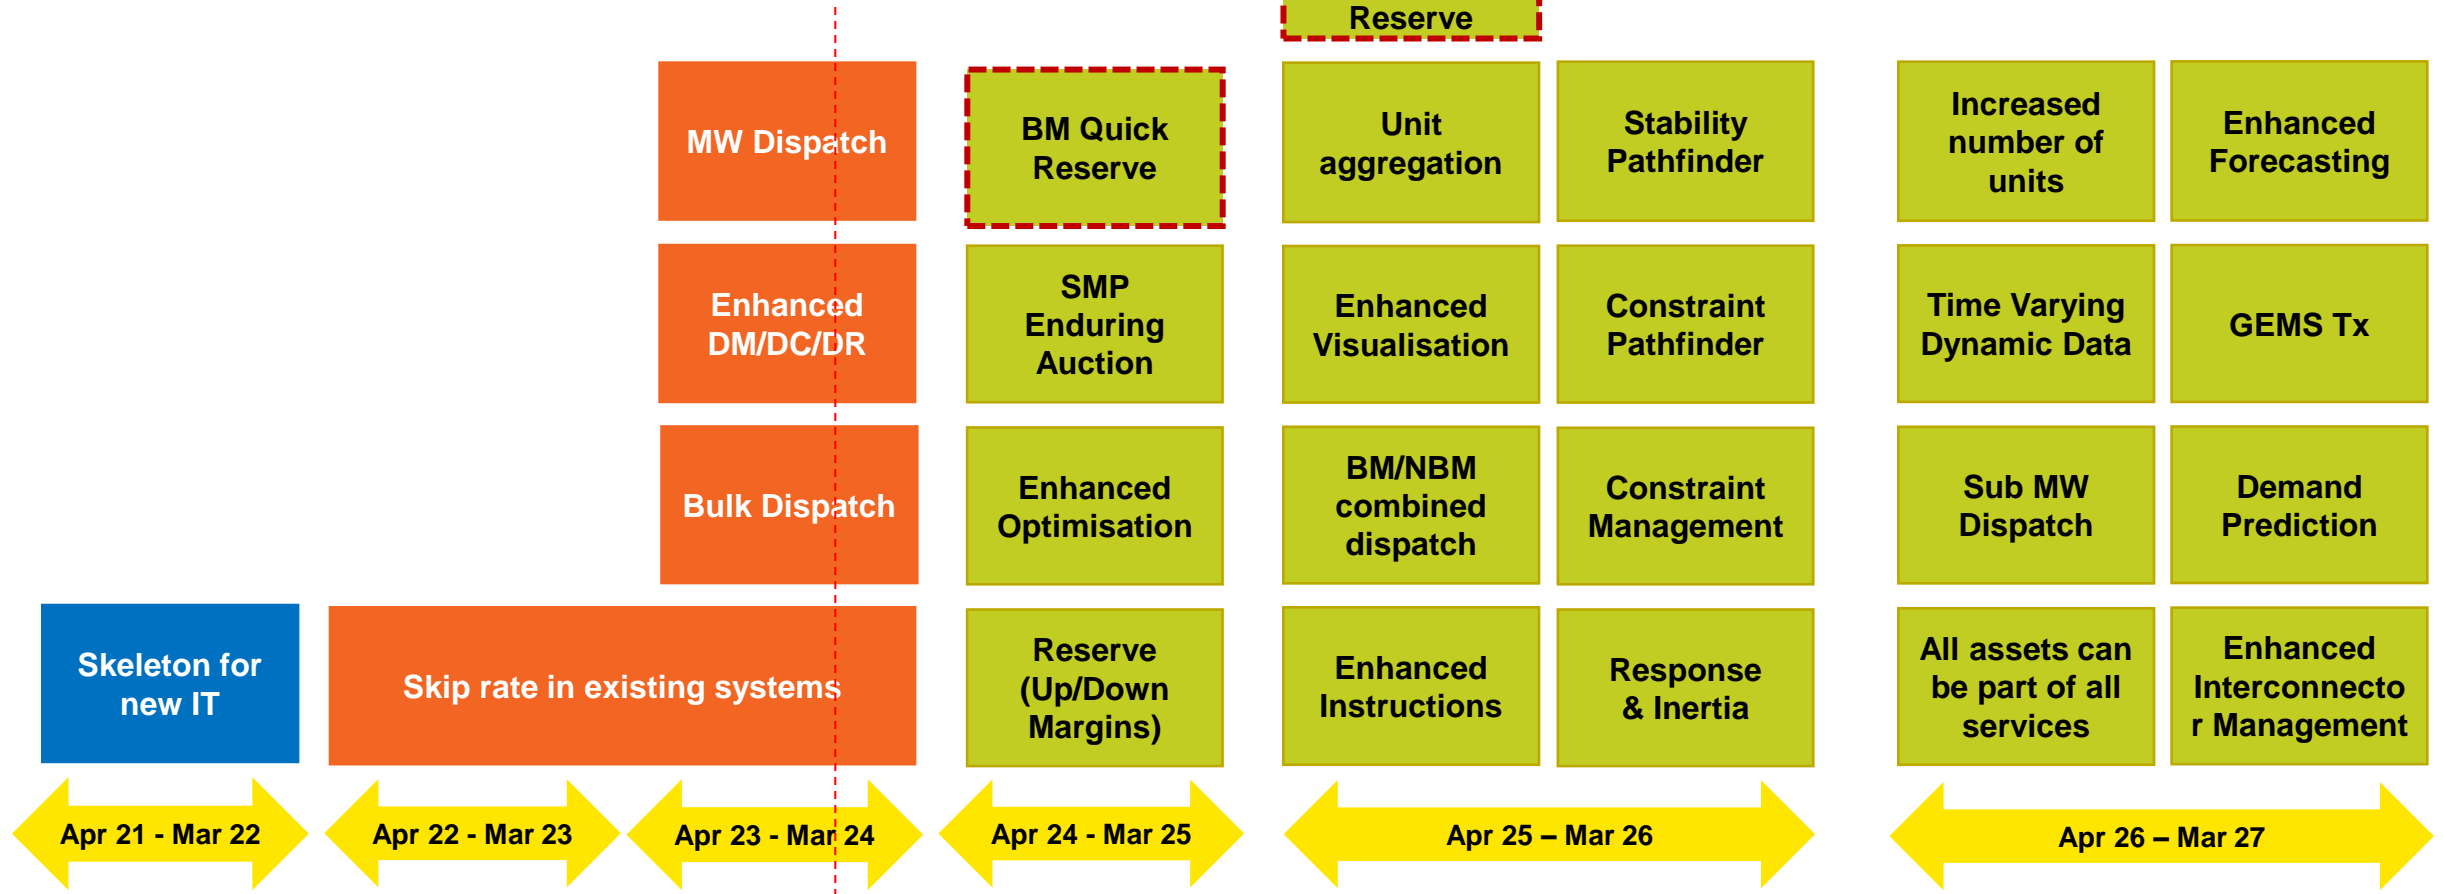 Reserve
MW Dispatch
BM Quick
Reserve
Unit
aggregation
Stability
Pathfinder
Increased
number of
units
Enhanced
Forecasting
Enhanced
DM/DC/DR
SMP
Enduring
Auction
Enhanced
Visualisation
Constraint
Pathfinder
Time Varying
Dynamic Data
GEMS Tx
Bulk Dispatch
Enhanced
Optimisation
BM/NBM
combined
dispatch
Constraint
Management
Sub MW
Dispatch
Demand
Prediction
Skeleton for
new IT
Skip rate in existing systems
Reserve
(Up/Down
Margins)
Enhanced
Instructions
Response
& Inertia
All assets can
be part of all
services
Enhanced
Interconnecto
r Management
Apr 21 - Mar 22
Apr 22 - Mar 23
Apr 23 - Mar 24
Apr 24 - Mar 25
Apr 25 – Mar 26
Apr 26 – Mar 27